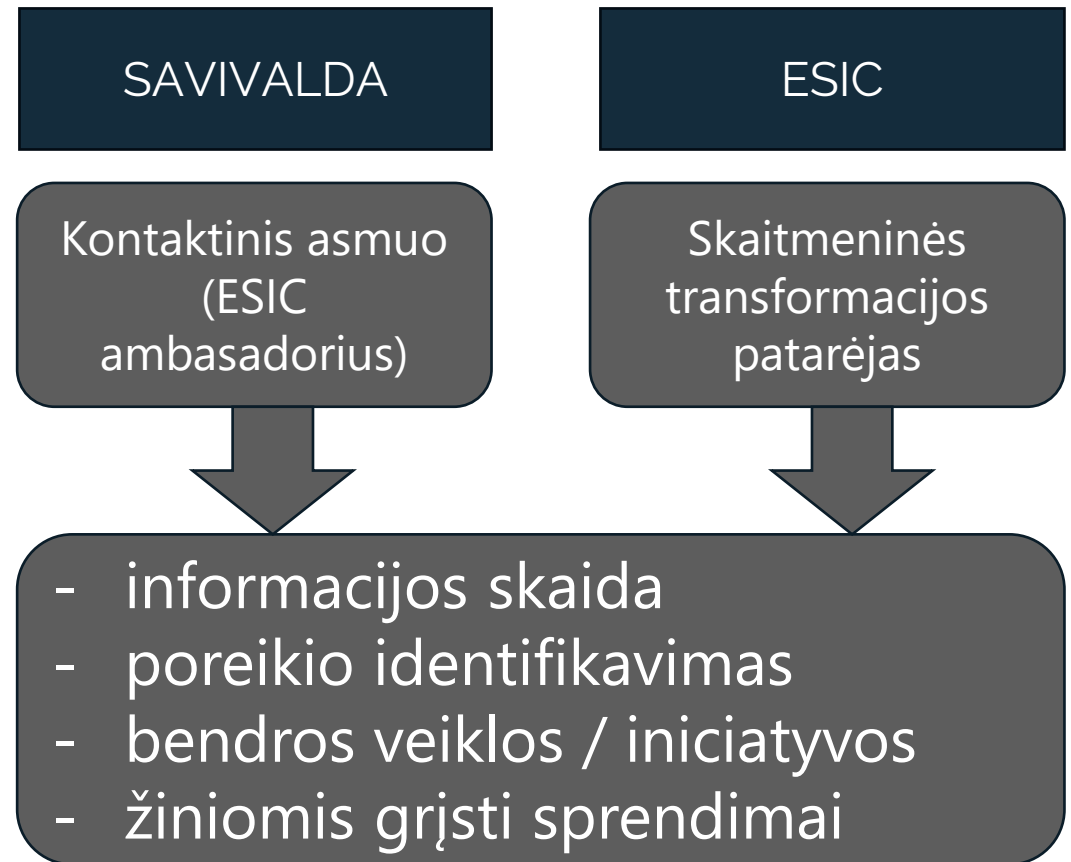 SAVIVALDA
ESIC
Kontaktinis asmuo
(ESIC
ambasadorius)
Skaitmeninės
transformacijos
patarėjas
- informacijos skaida
- poreikio identifikavimas
- bendros veiklos / iniciatyvos
- žiniomis grįsti sprendimai